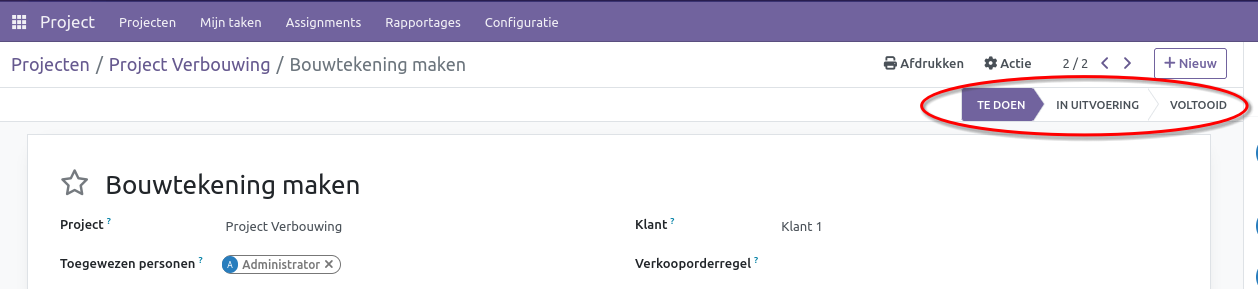 Project Projecten Mijn taken Assignments Rapportages Configuratie
Projecten / Project Verbouwing / Bouwtekening maken Afdrukken Actie 2 / 2 + Nieuw
TE DOEN IN UITVOERING VOLTOOID
Bouwtekening maken
Project ? Project Verbouwing Klant ? Klant 1
Toegewezen personen ? A Administrator × Verkooporderregel ?